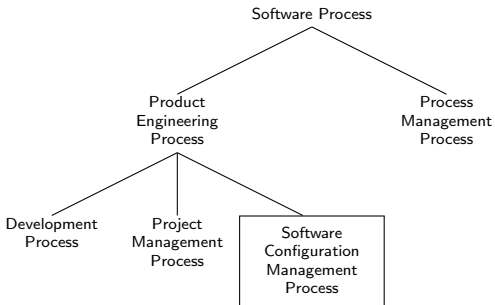 Software Process
Product
Engineering
Process
Process
Management
Process
Development
Process
Project
Management
Process
Software
Configuration
Management
Process